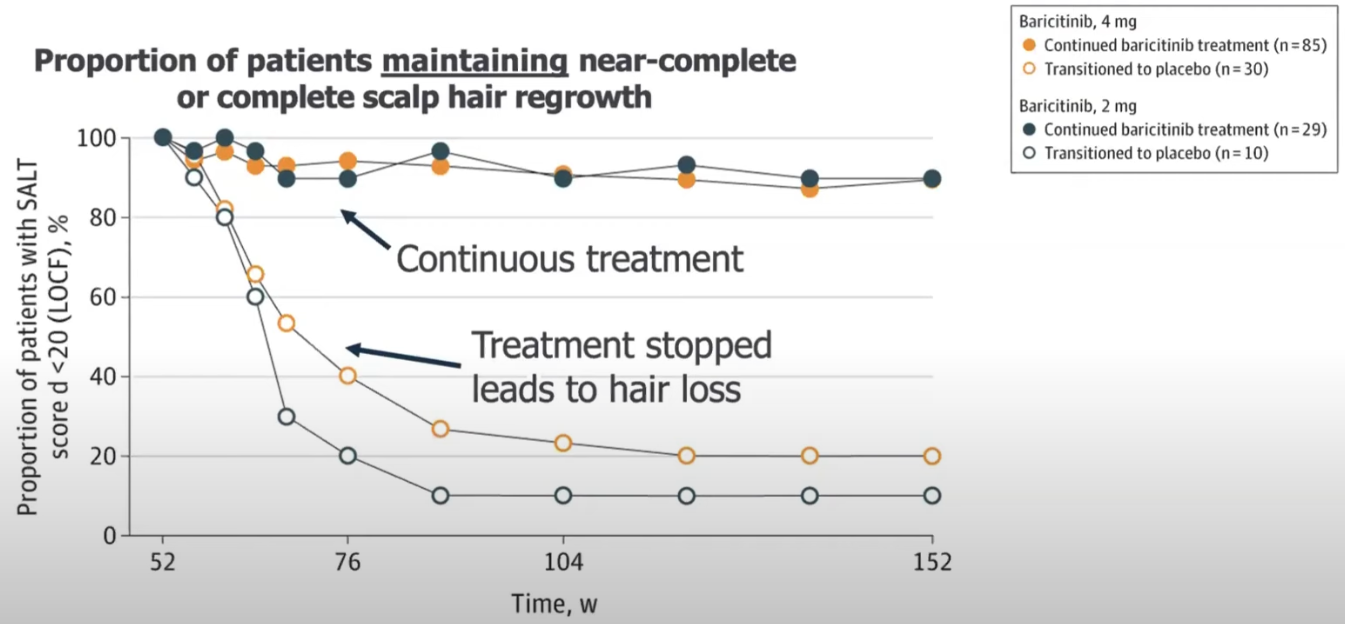 Proportion of patients maintaining near-complete
or complete scalp hair regrowth
Baricitinib, 4 mg
Continued baricitinib treatment (n=85)
Transitioned to placebo (n=30)
Baricitinib, 2 mg
Continued baricitinib treatment (n=29)
Transitioned to placebo (n=10)
Proportion of patients with SALT
score d <20 (LOCF), %
100
80
60
40
20
0
Continuous treatment
Treatment stopped
leads to hair loss
52
76
104
152
Time, w